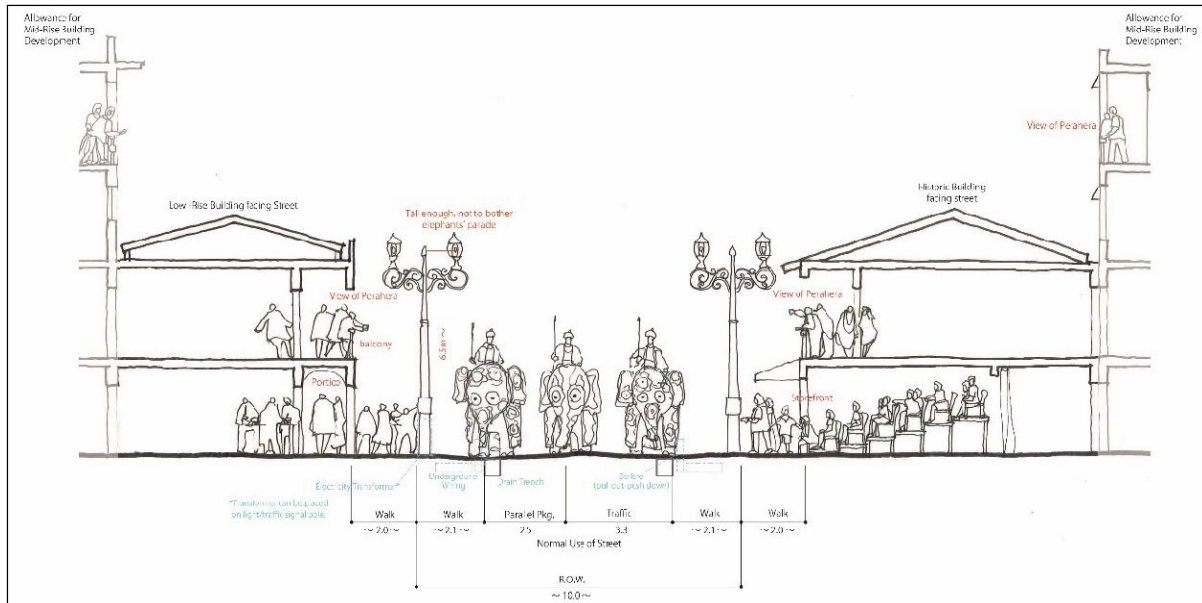 Allowance for
Mid-Rise Building
Development
Allowance for
Mid-Rise Building
Development
View of Perahera
Low-Rise Building facing Street
Historic Building
facing street
Tall enough, not to bother
elephants' parade
View of Perahera
View of Perahera
balcony
6.5m ~
Portico
Storefront
Electricity Transformer*
Underground
Wiring
Drain Trench
Bollard
(pull out-push down)
*Transformer can be placed
on light/traffic signal pole.
Walk
Walk
Parallel Pkg.
Traffic
Walk
Walk
~ 2.0 ~
~ 2.1 ~
2.5
3.3
~ 2.1 ~
~ 2.0 ~
Normal Use of Street
R.O.W.
~ 10.0 ~